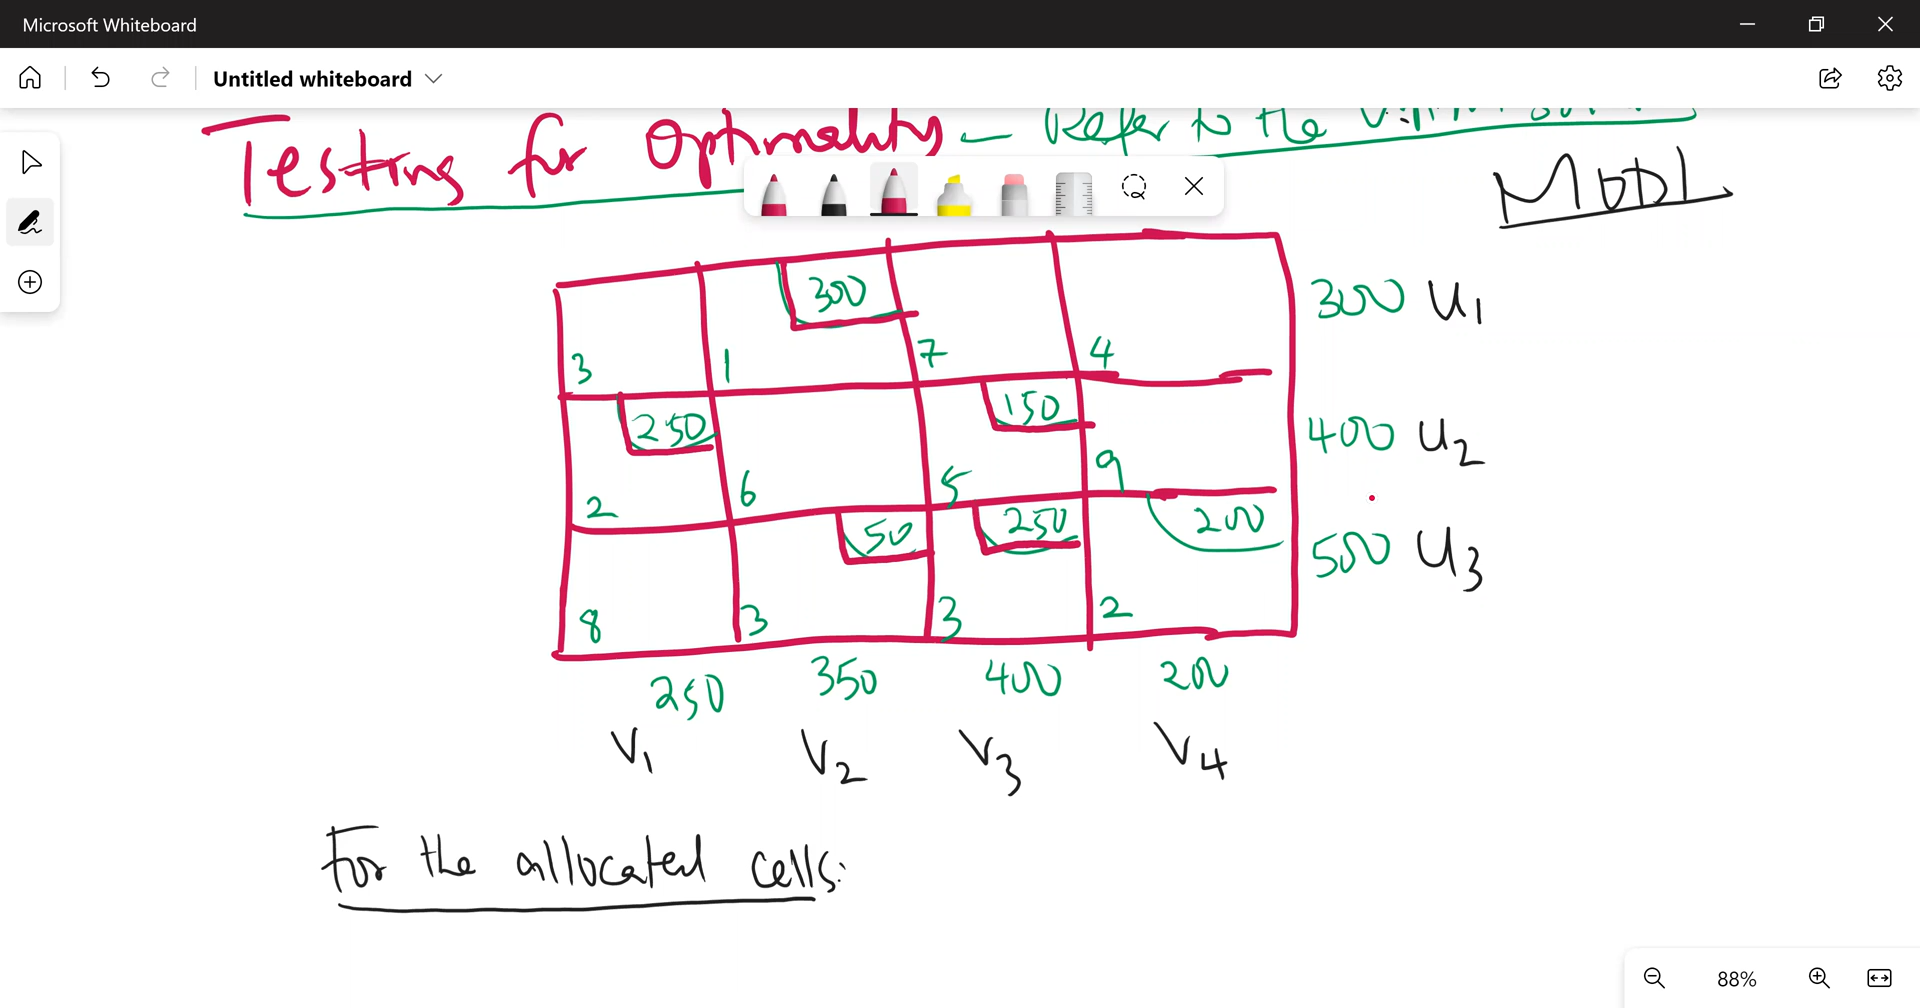 Microsoft Whiteboard
Untitled whiteboard
Testing for Optimality – Refer to the
MODI
300
3 1 7 4
300 U1
250 150
2 6 5 9
400 U2
50 250 200
8 3 3 2
500 U3
250 350 400 200
V1 V2 V3 V4
For the allocated cells:
88%